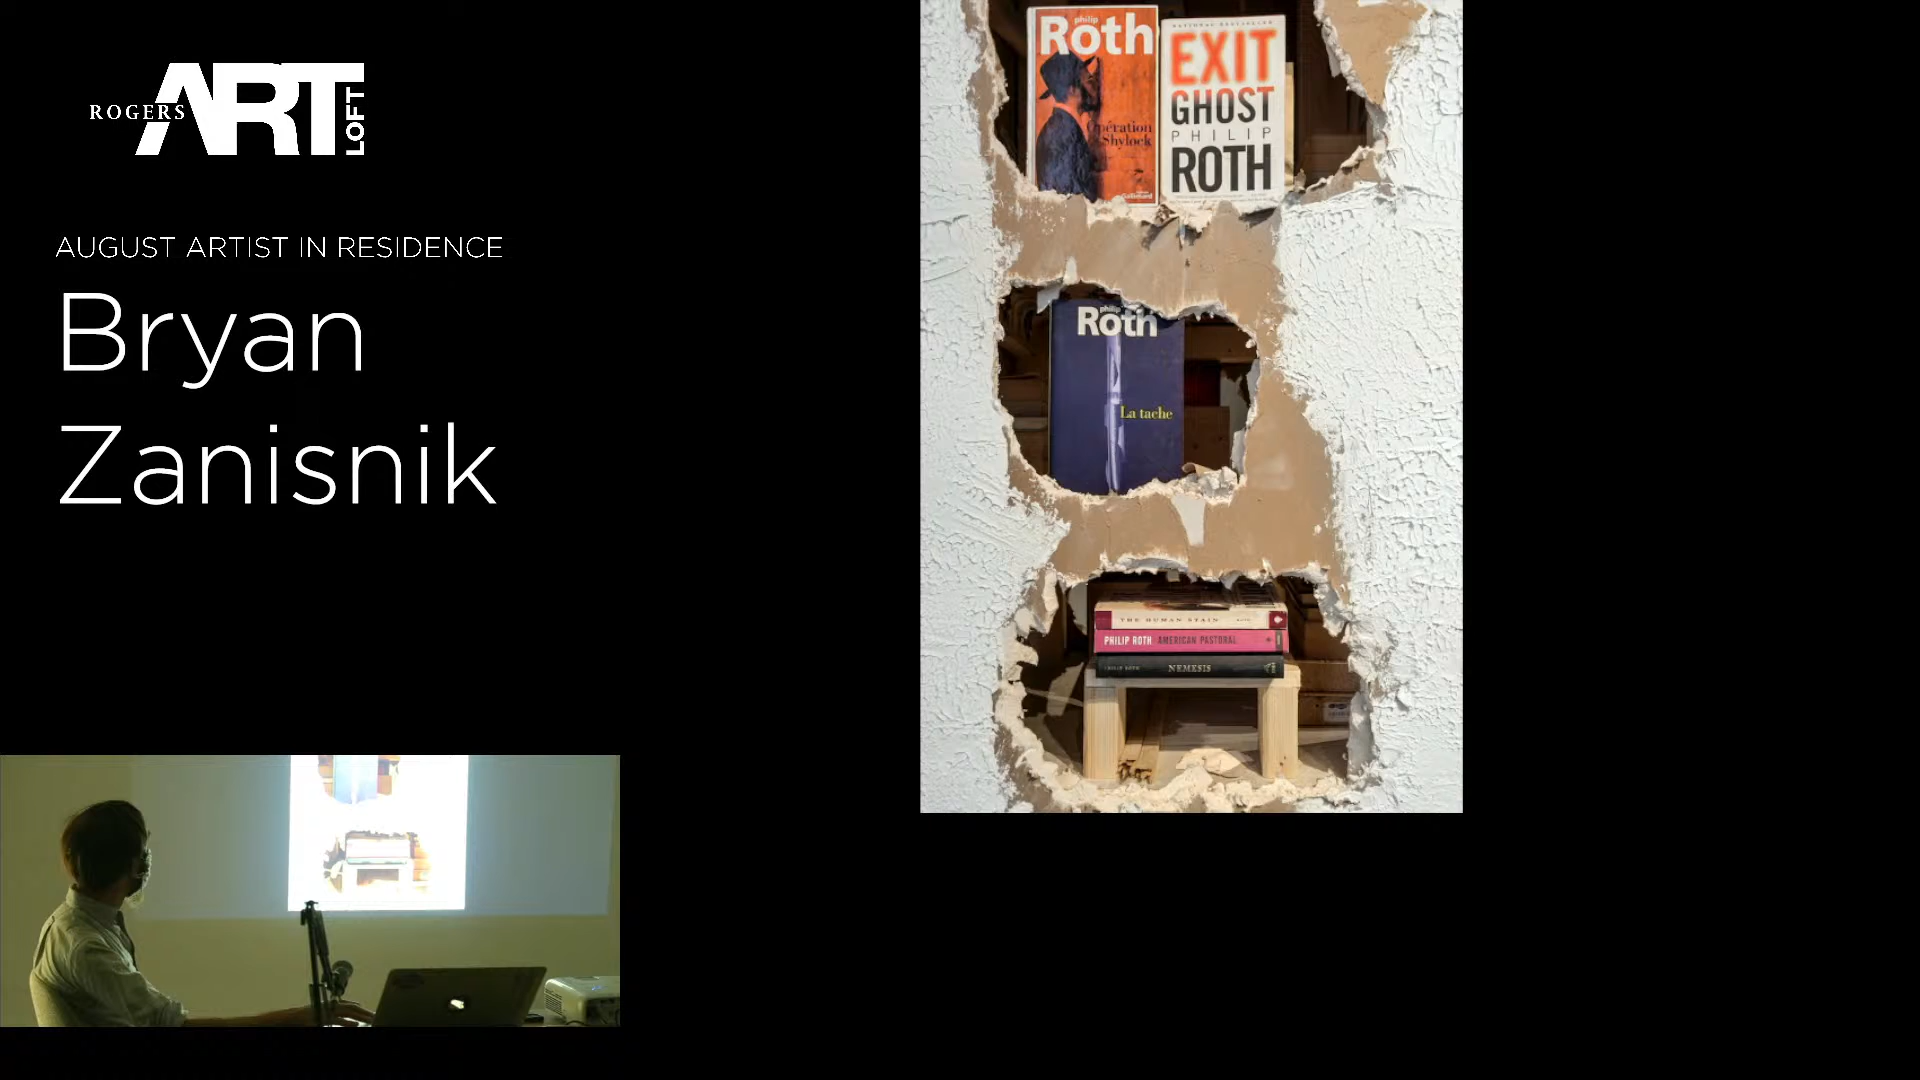 ROGERS ART LOFT
AUGUST ARTIST IN RESIDENCE
Bryan
Zanisnik
philip
Roth
Opération
Shylock
Gallimard
NATIONAL BESTSELLER
EXIT
GHOST
PHILIP
ROTH
philip
Roth
La tache
THE HUMAN STAIN
PHILIP ROTH AMERICAN PASTORAL
PHILIP ROTH NEMESIS